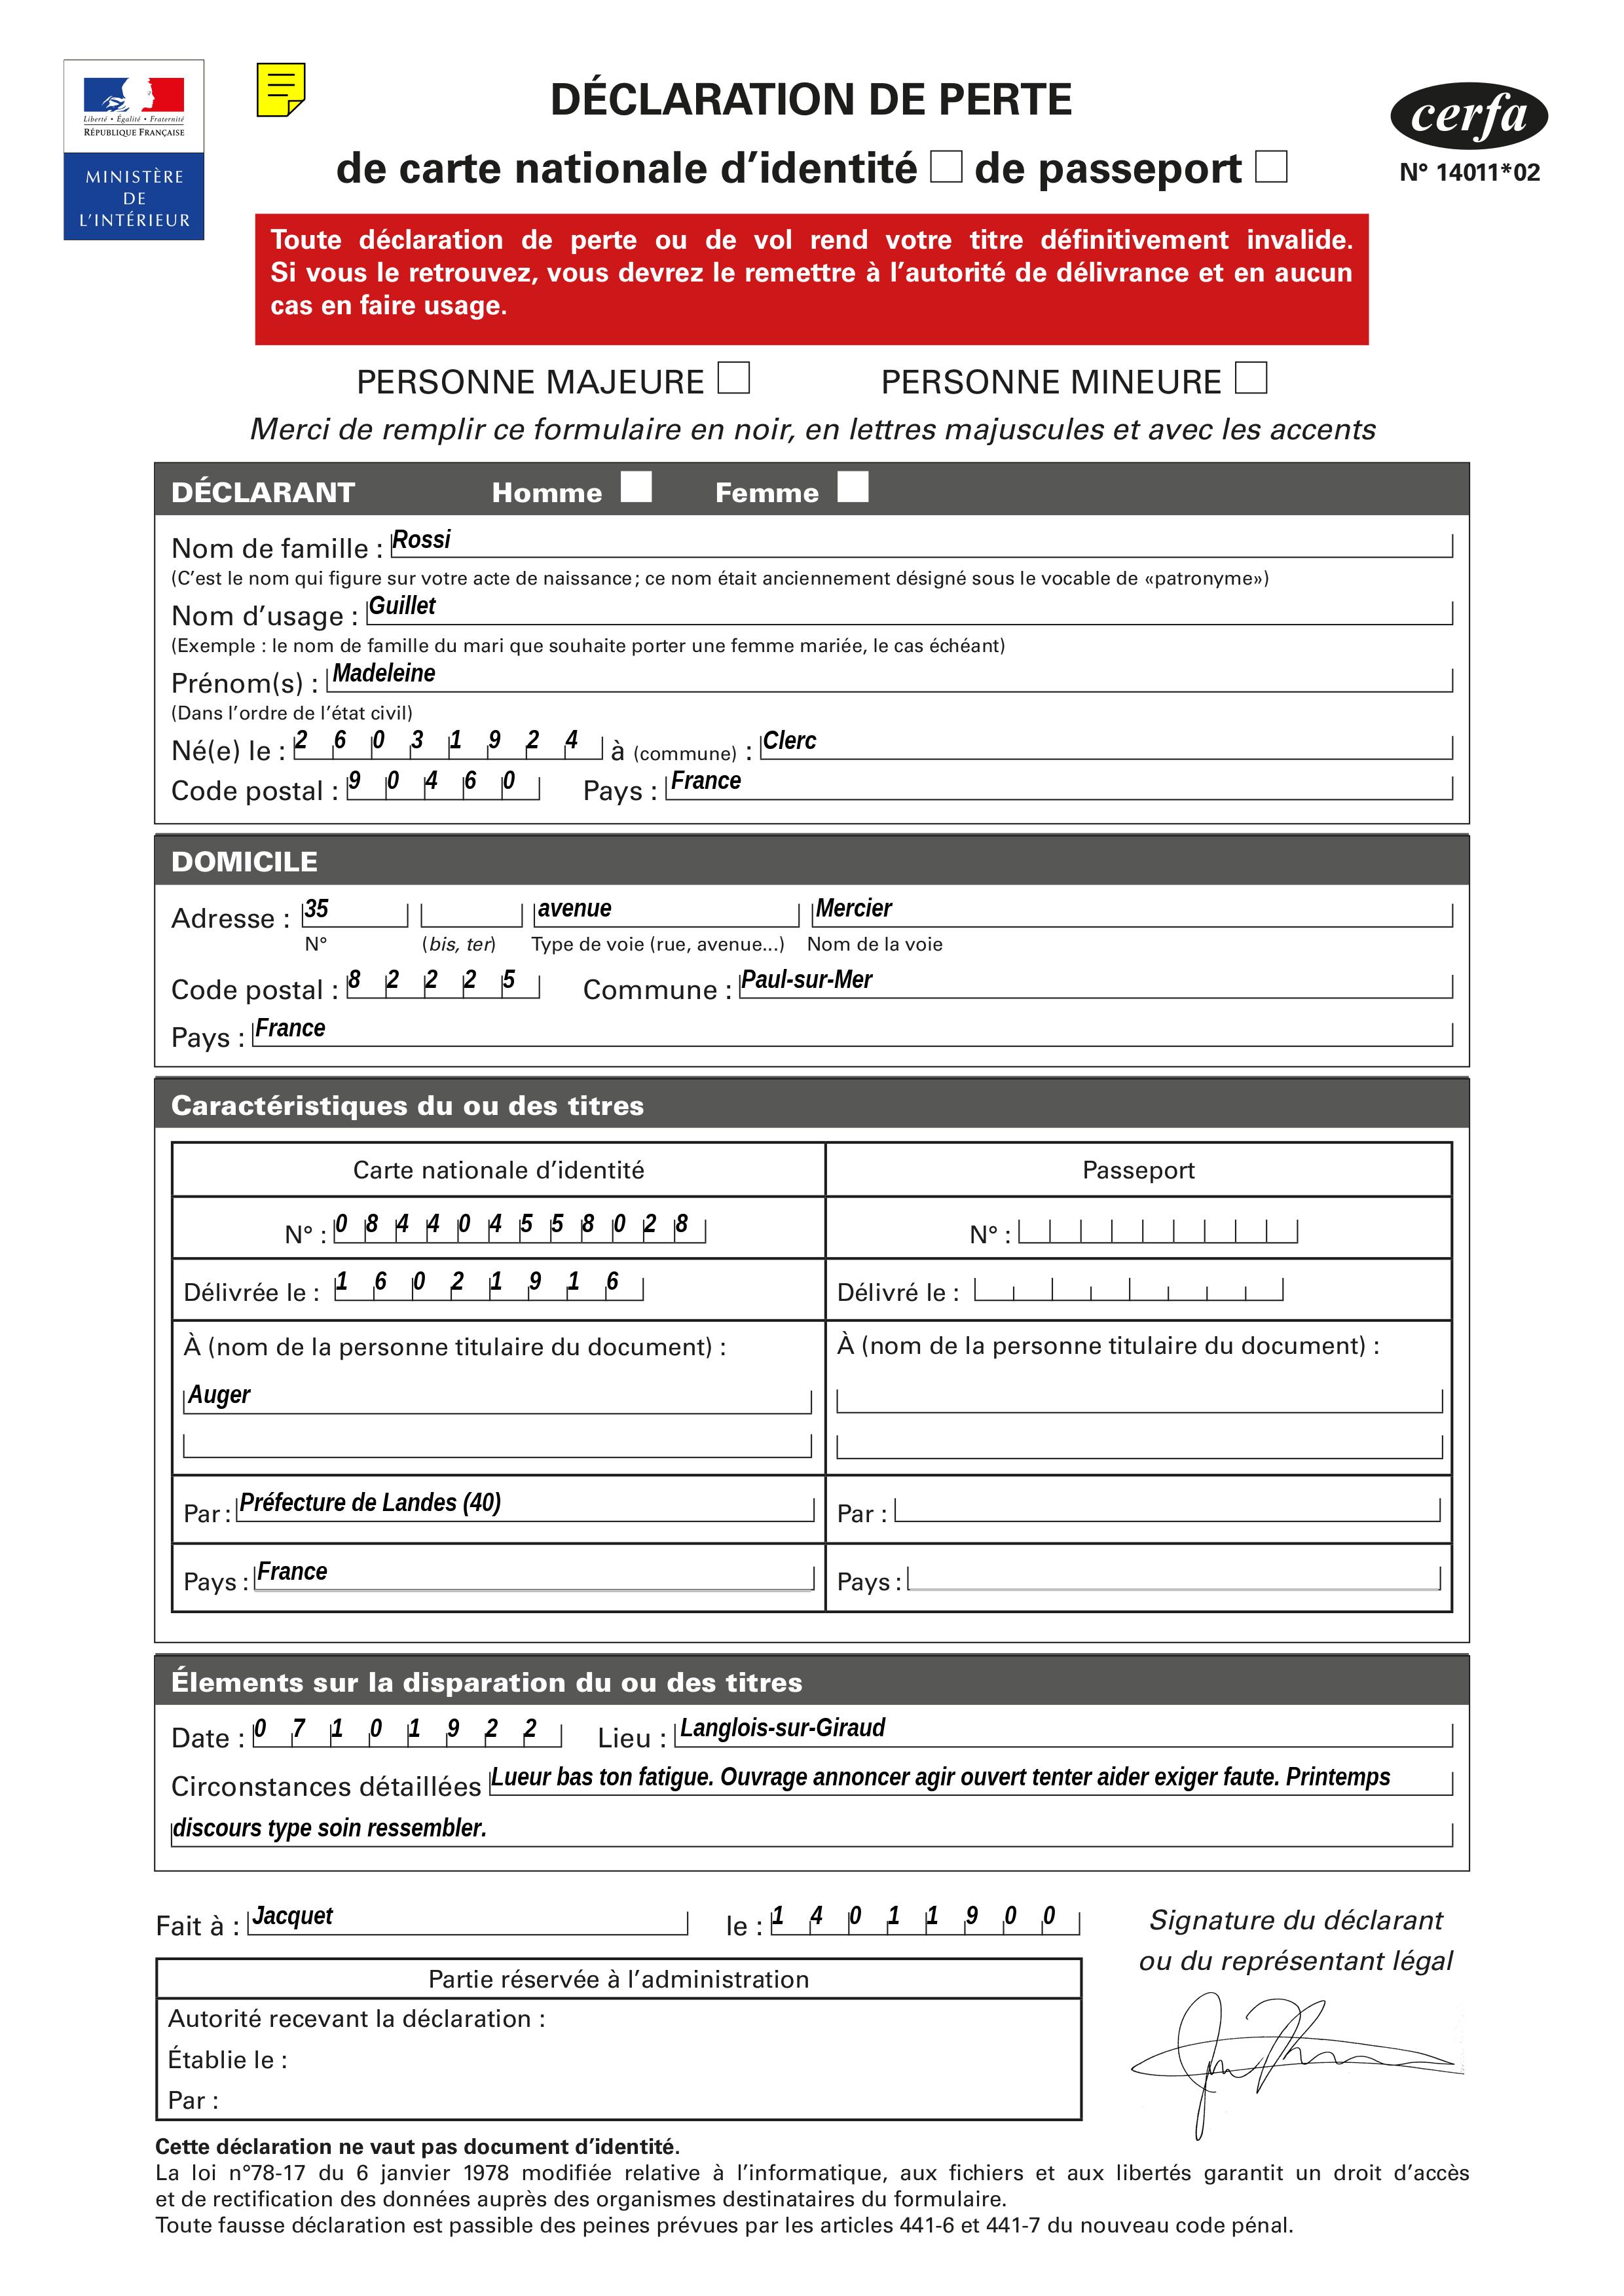 Liberté • Égalité • Fraternité
RÉPUBLIQUE FRANÇAISE
MINISTÈRE
DE
L'INTÉRIEUR
DÉCLARATION DE PERTE
de carte nationale d'identité de passeport
cerfa
N° 14011*02
Toute déclaration de perte ou de vol rend votre titre définitivement invalide.
Si vous le retrouvez, vous devrez le remettre à l'autorité de délivrance et en aucun
cas en faire usage.
PERSONNE MAJEURE PERSONNE MINEURE
Merci de remplir ce formulaire en noir, en lettres majuscules et avec les accents
DÉCLARANT Homme Femme
Nom de famille : Rossi
(C'est le nom qui figure sur votre acte de naissance ; ce nom était anciennement désigné sous le vocable de «patronyme»)
Nom d'usage : Guillet
(Exemple : le nom de famille du mari que souhaite porter une femme mariée, le cas échéant)
Prénom(s) : Madeleine
(Dans l'ordre de l'état civil)
Né(e) le : 2 6 0 3 1 9 2 4 à (commune) : Clerc
Code postal : 9 0 4 6 0 Pays : France
DOMICILE
Adresse : 35 avenue Mercier
N° (bis, ter) Type de voie (rue, avenue...) Nom de la voie
Code postal : 8 2 2 2 5 Commune : Paul-sur-Mer
Pays : France
Caractéristiques du ou des titres
Carte nationale d'identité Passeport
N° : 0 8 4 4 0 4 5 5 8 0 2 8 N° :
Délivrée le : 1 6 0 2 1 9 1 6 Délivré le :
À (nom de la personne titulaire du document) : À (nom de la personne titulaire du document) :
Auger
Par : Préfecture de Landes (40) Par :
Pays : France Pays :
Élements sur la disparation du ou des titres
Date : 0 7 1 0 1 9 2 2 Lieu : Langlois-sur-Giraud
Circonstances détaillées Lueur bas ton fatigue. Ouvrage annoncer agir ouvert tenter aider exiger faute. Printemps
discours type soin ressembler.
Fait à : Jacquet le : 1 4 0 1 1 9 0 0
Signature du déclarant
ou du représentant légal
Partie réservée à l'administration
Autorité recevant la déclaration :
Établie le :
Par :
Cette déclaration ne vaut pas document d'identité.
La loi n°78-17 du 6 janvier 1978 modifiée relative à l'informatique, aux fichiers et aux libertés garantit un droit d'accès
et de rectification des données auprès des organismes destinataires du formulaire.
Toute fausse déclaration est passible des peines prévues par les articles 441-6 et 441-7 du nouveau code pénal.